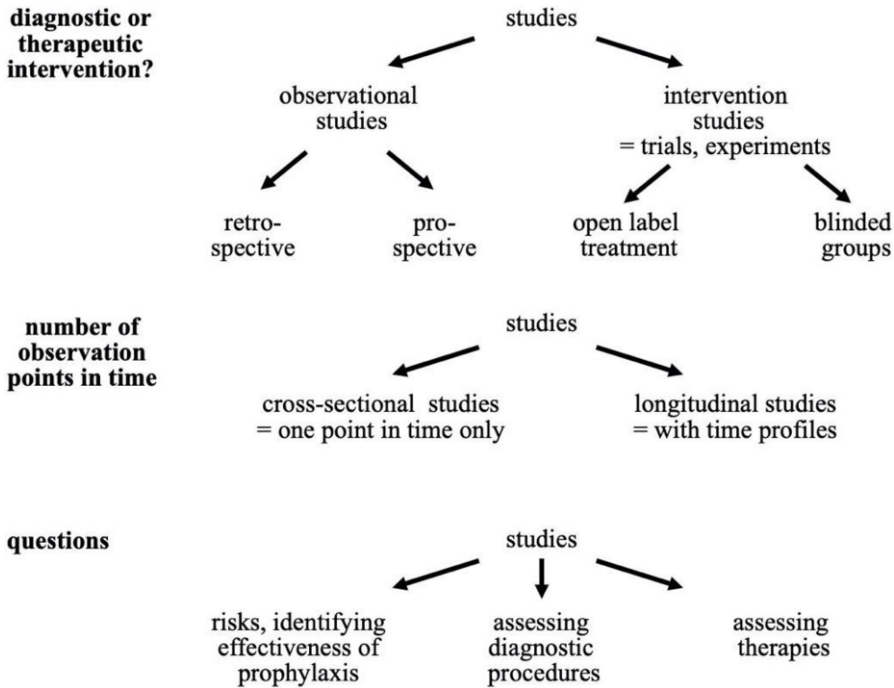 diagnostic or
therapeutic
intervention?
studies
observational
studies
intervention
studies
= trials, experiments
retro-
spective
pro-
spective
open label
treatment
blinded
groups
number of
observation
points in time
studies
cross-sectional studies
= one point in time only
longitudinal studies
= with time profiles
questions
studies
risks, identifying
effectiveness of
prophylaxis
assessing
diagnostic
procedures
assessing
therapies